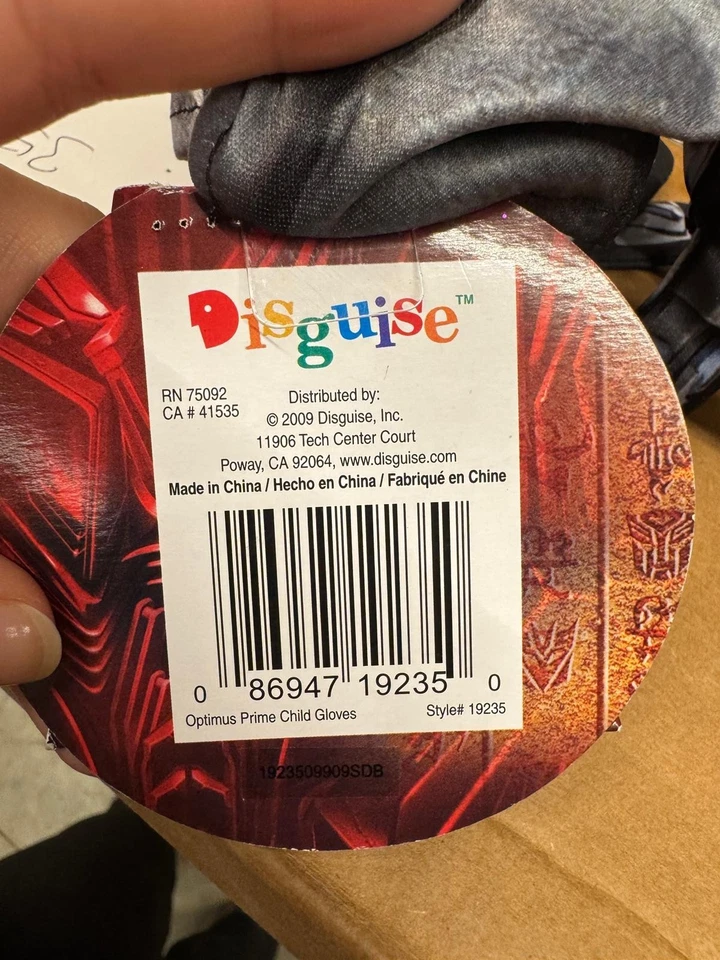 Disguise™
RN 75092
CA # 41535
Distributed by:
© 2009 Disguise, Inc.
11906 Tech Center Court
Poway, CA 92064, www.disguise.com
Made in China / Hecho en China / Fabriqué en Chine
0 86947 19235 0
Optimus Prime Child Gloves
Style# 19235
1923509909SDB